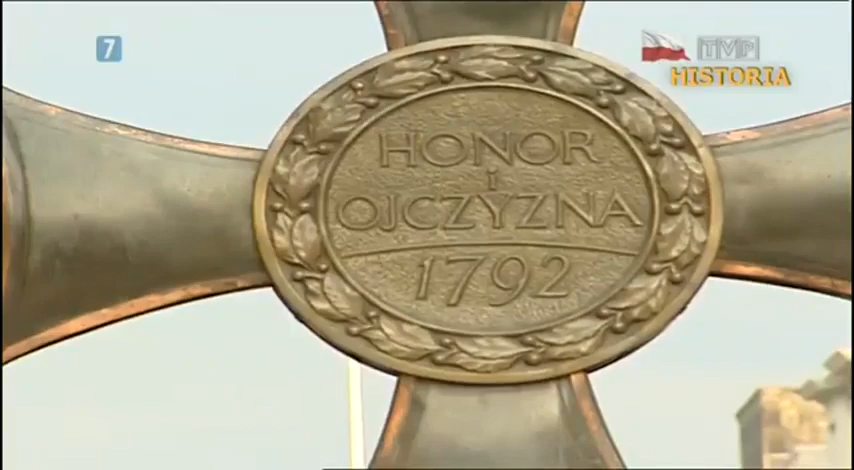 7
TVP
HISTORIA
HONOR
i
OJCZYZNA
1792